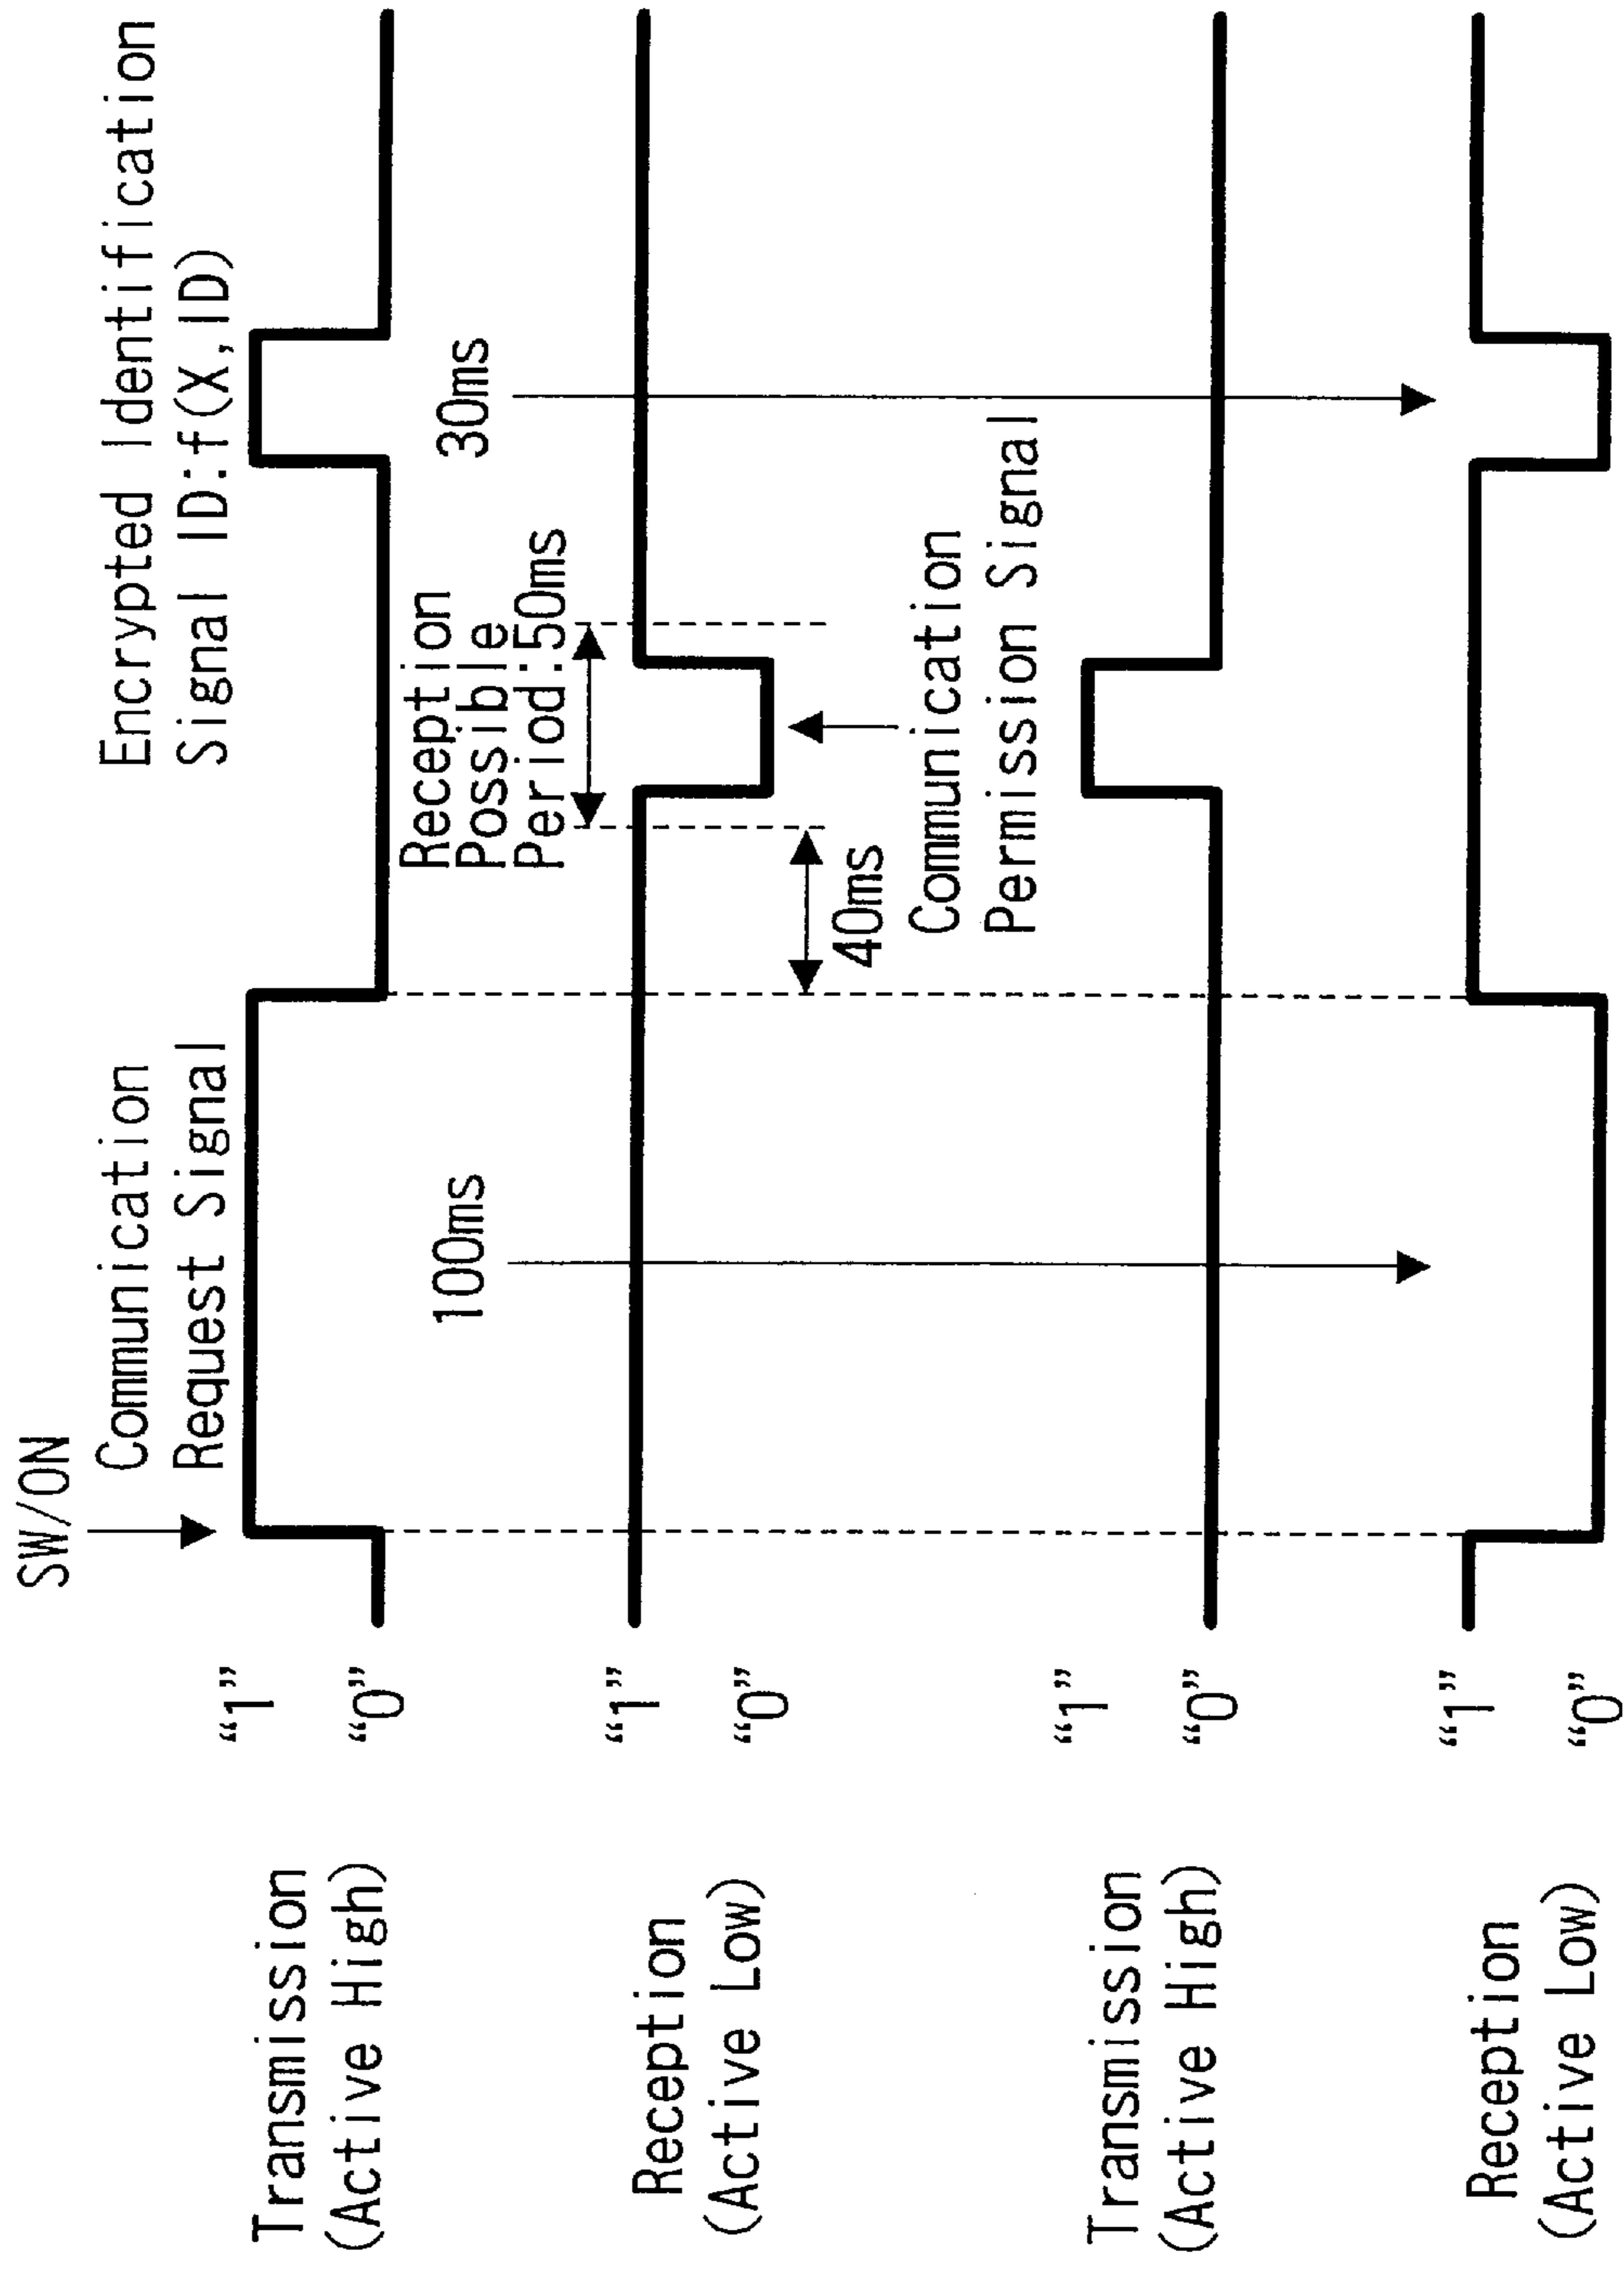 SW/ON
Communication
Request Signal
Encrypted Identification
Signal ID:f(X,ID)
Transmission
(Active High)
“1”
“0”
100ms
30ms
Reception
Possible
Period:50ms
Reception
(Active Low)
“1”
“0”
40ms
Communication
Permission Signal
Transmission
(Active High)
“1”
“0”
Reception
(Active Low)
“1”
“0”